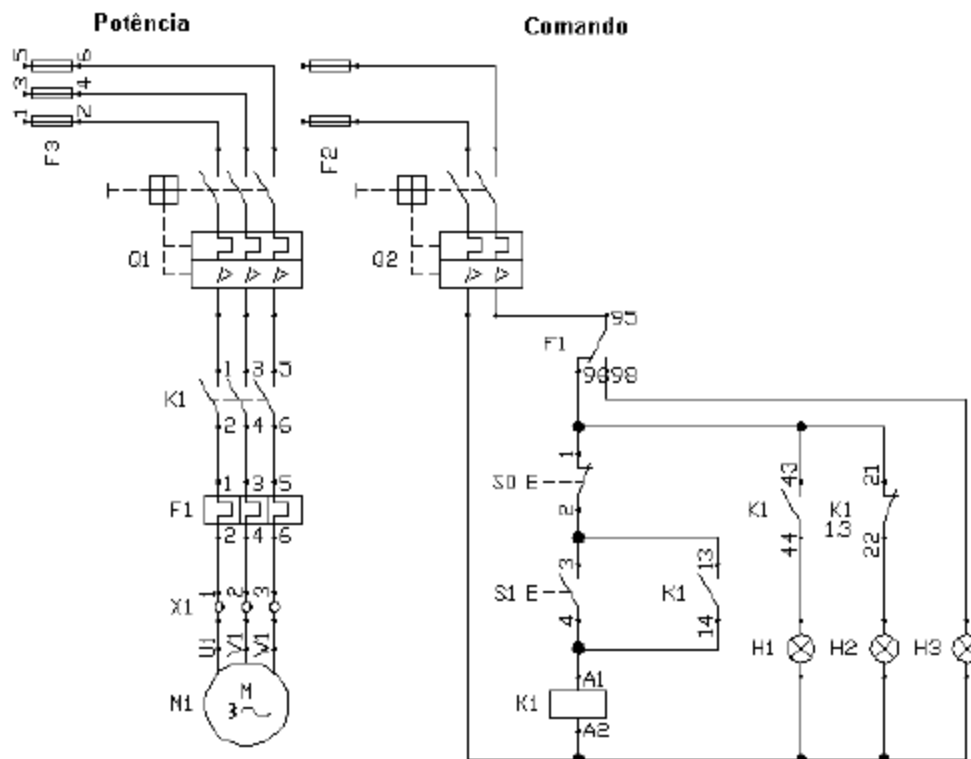 Potência
Comando
5 6
3 4
1 2
F3
F2
Q1
Q2
95
F1
96 98
1 3 5
K1
2 4 6
1
S0 E
2
43
K1
44
21
K1
13
22
1 3 5
F1
2 4 6
3
S1 E
4
13
K1
14
X1
1 2 3
U1 V1 W1
H1
H2
H3
M1
M
3
A1
K1
A2